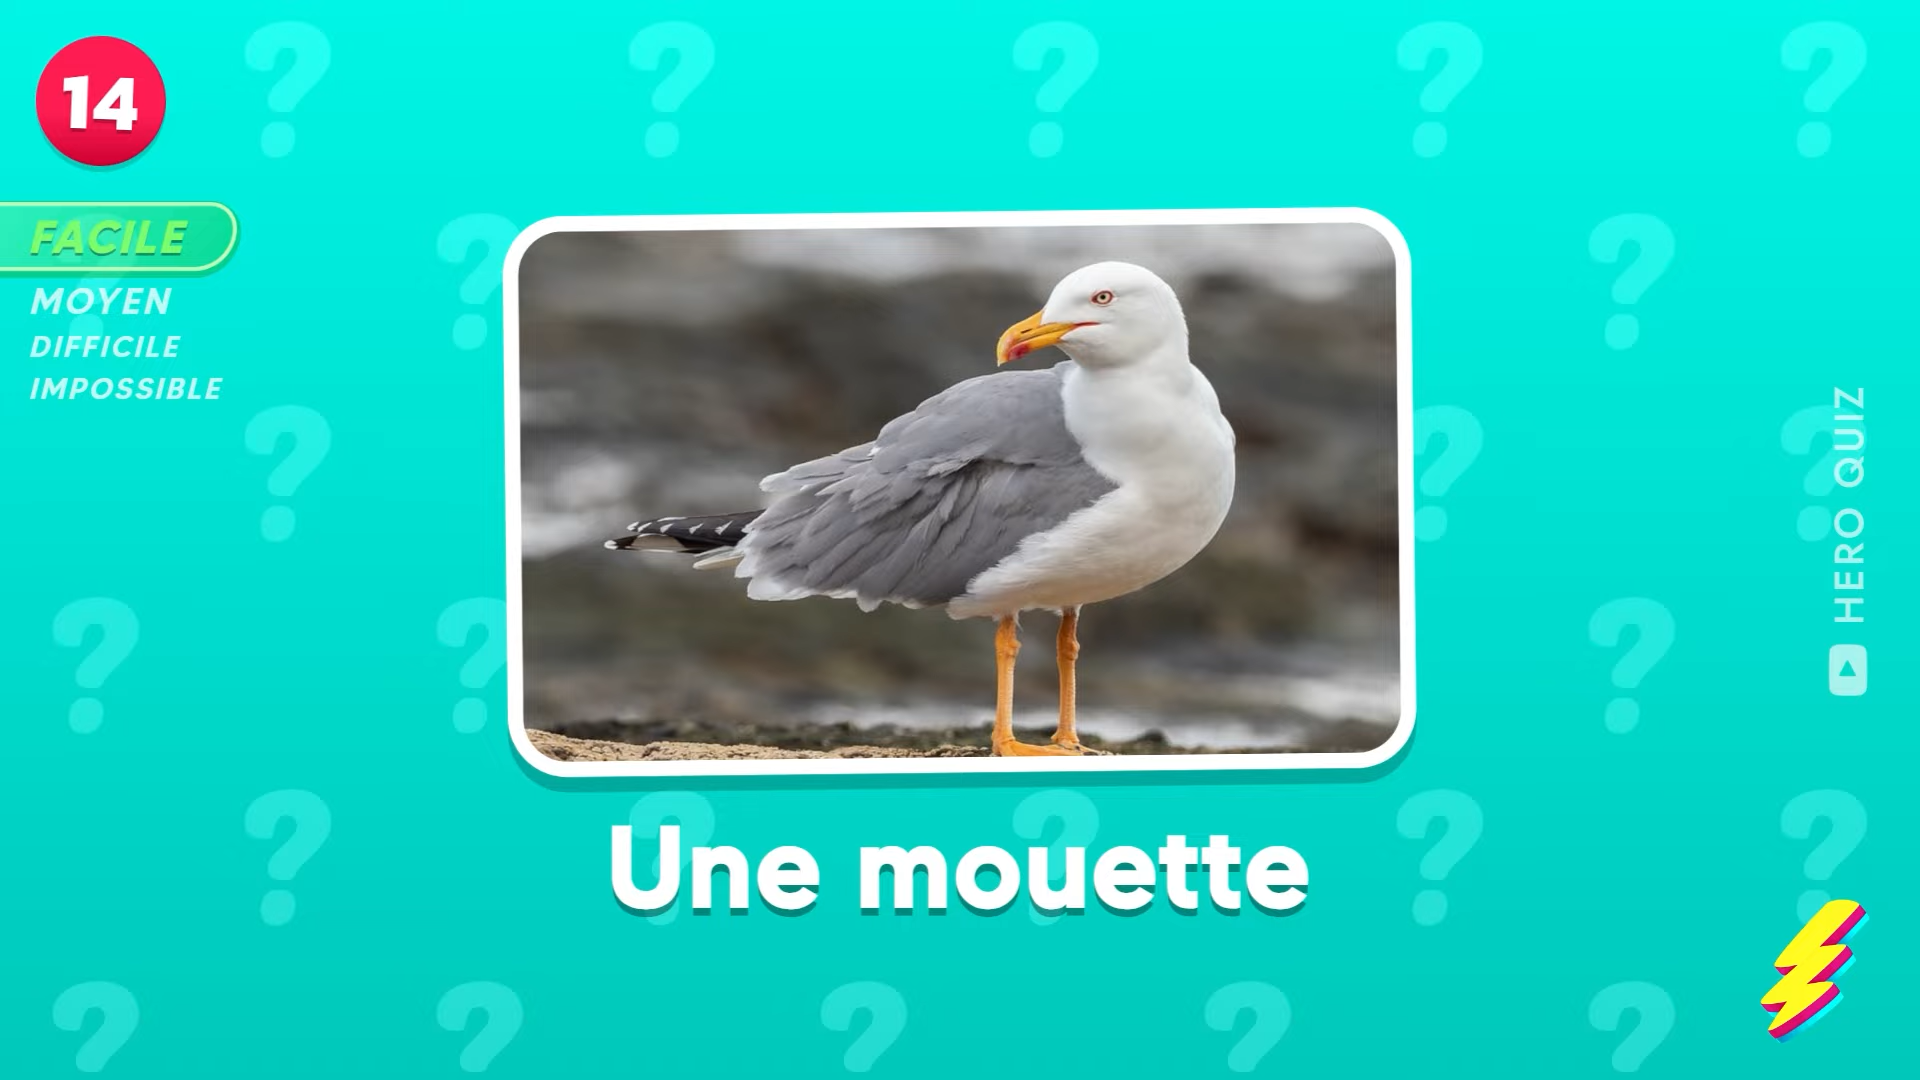 14
FACILE
MOYEN
DIFFICILE
IMPOSSIBLE
HERO QUIZ
Une mouette